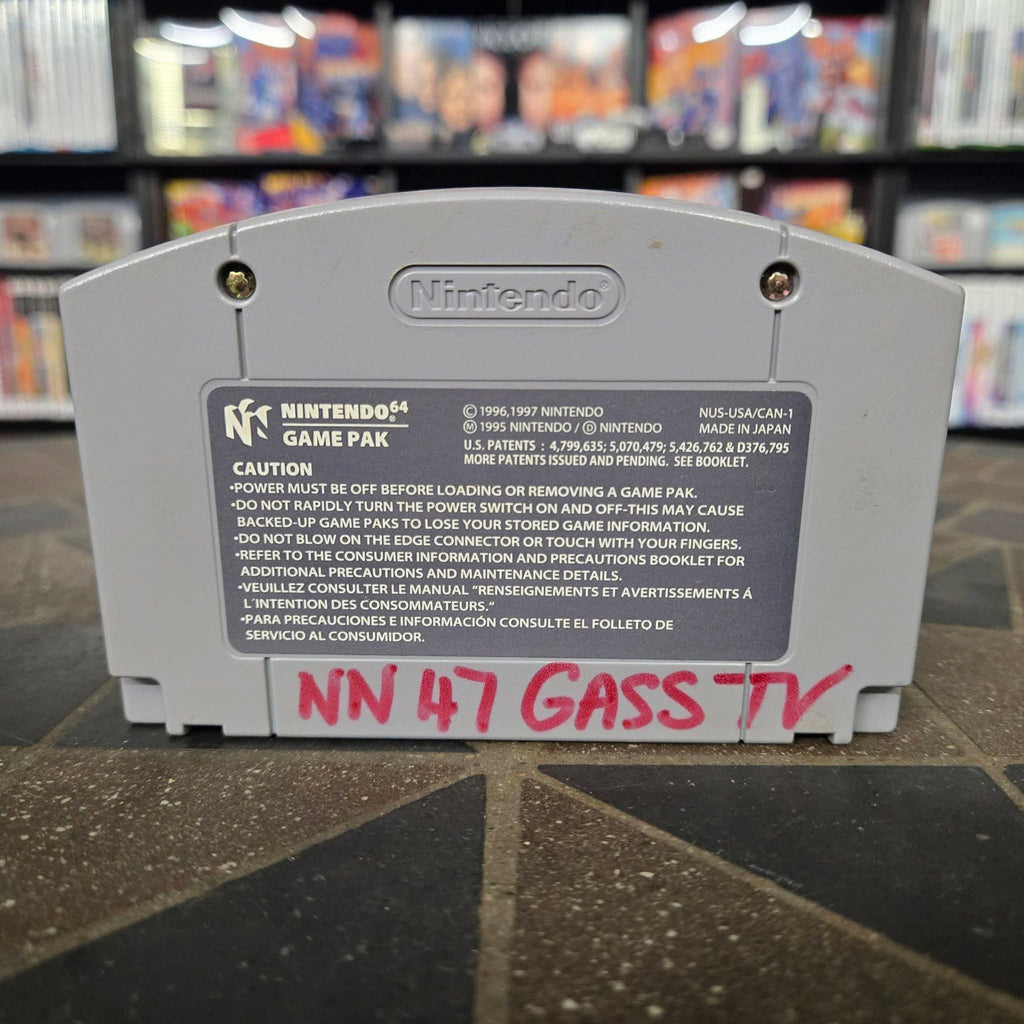 Nintendo®
NINTENDO®64
GAME PAK
© 1996,1997 NINTENDO
Ⓜ 1995 NINTENDO / Ⓓ NINTENDO
NUS-USA/CAN-1
MADE IN JAPAN
U.S. PATENTS : 4,799,635; 5,070,479; 5,426,762 & D376,795
MORE PATENTS ISSUED AND PENDING. SEE BOOKLET.
CAUTION
•POWER MUST BE OFF BEFORE LOADING OR REMOVING A GAME PAK.
•DO NOT RAPIDLY TURN THE POWER SWITCH ON AND OFF-THIS MAY CAUSE
BACKED-UP GAME PAKS TO LOSE YOUR STORED GAME INFORMATION.
•DO NOT BLOW ON THE EDGE CONNECTOR OR TOUCH WITH YOUR FINGERS.
•REFER TO THE CONSUMER INFORMATION AND PRECAUTIONS BOOKLET FOR
ADDITIONAL PRECAUTIONS AND MAINTENANCE DETAILS.
•VEUILLEZ CONSULTER LE MANUAL "RENSEIGNEMENTS ET AVERTISSEMENTS Á
L'INTENTION DES CONSOMMATEURS."
•PARA PRECAUCIONES E INFORMACIÓN CONSULTE EL FOLLETO DE
SERVICIO AL CONSUMIDOR.
NN 47 GASS TV